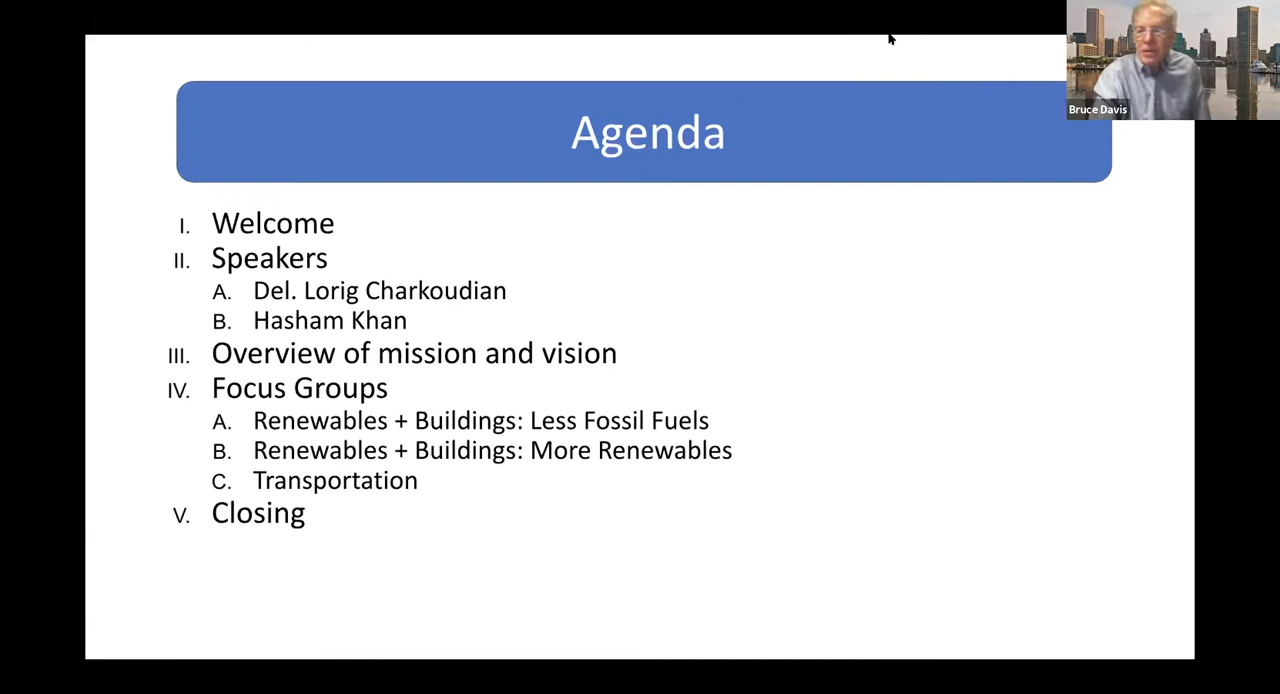 Agenda
I. Welcome
II. Speakers
A. Del. Lorig Charkoudian
B. Hasham Khan
III. Overview of mission and vision
IV. Focus Groups
A. Renewables + Buildings: Less Fossil Fuels
B. Renewables + Buildings: More Renewables
C. Transportation
V. Closing
Bruce Davis